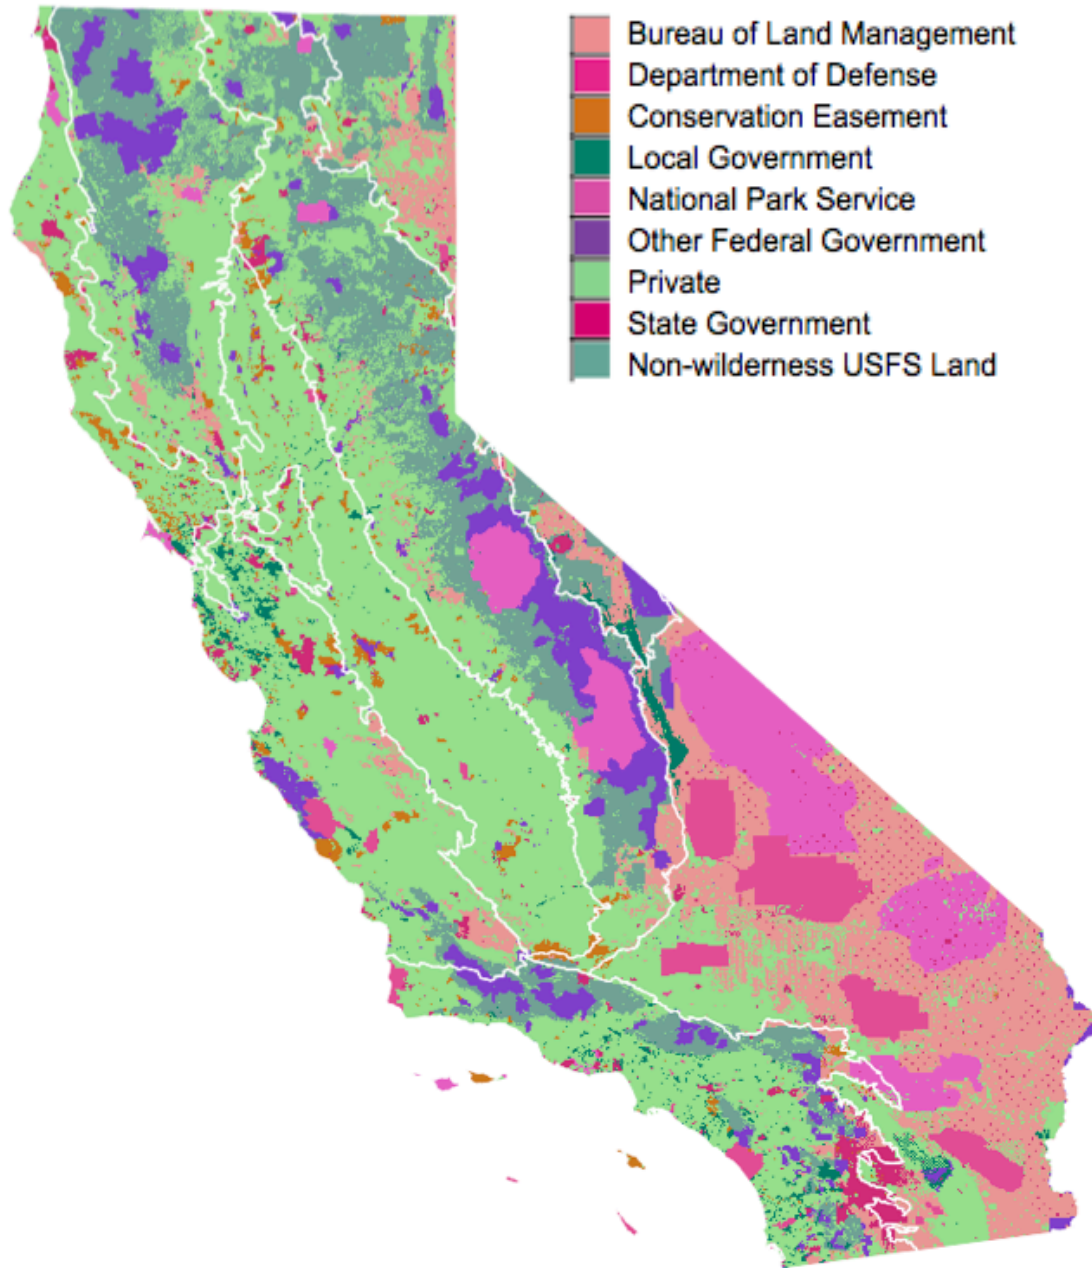 Bureau of Land Management
Department of Defense
Conservation Easement
Local Government
National Park Service
Other Federal Government
Private
State Government
Non-wilderness USFS Land